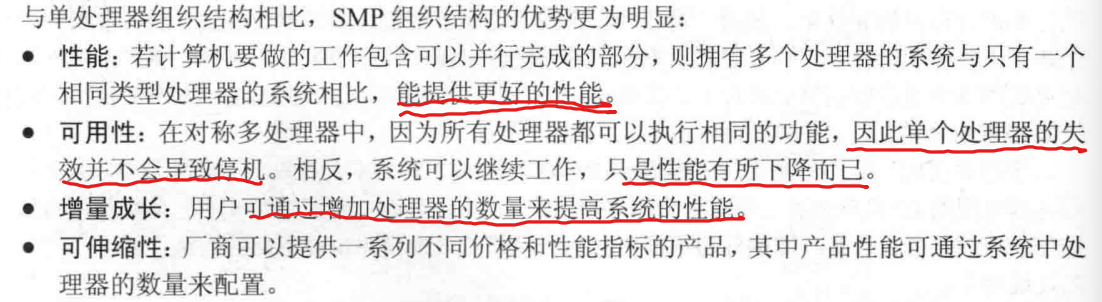 与单处理器组织结构相比，SMP 组织结构的优势更为明显：
● 性能：若计算机要做的工作包含可以并行完成的部分，则拥有多个处理器的系统与只有一个
相同类型处理器的系统相比，能提供更好的性能。
● 可用性：在对称多处理器中，因为所有处理器都可以执行相同的功能，因此单个处理器的失
效并不会导致停机。相反，系统可以继续工作，只是性能有所下降而已。
● 增量成长：用户可通过增加处理器的数量来提高系统的性能。
● 可伸缩性：厂商可以提供一系列不同价格和性能指标的产品，其中产品性能可通过系统中处
理器的数量来配置。